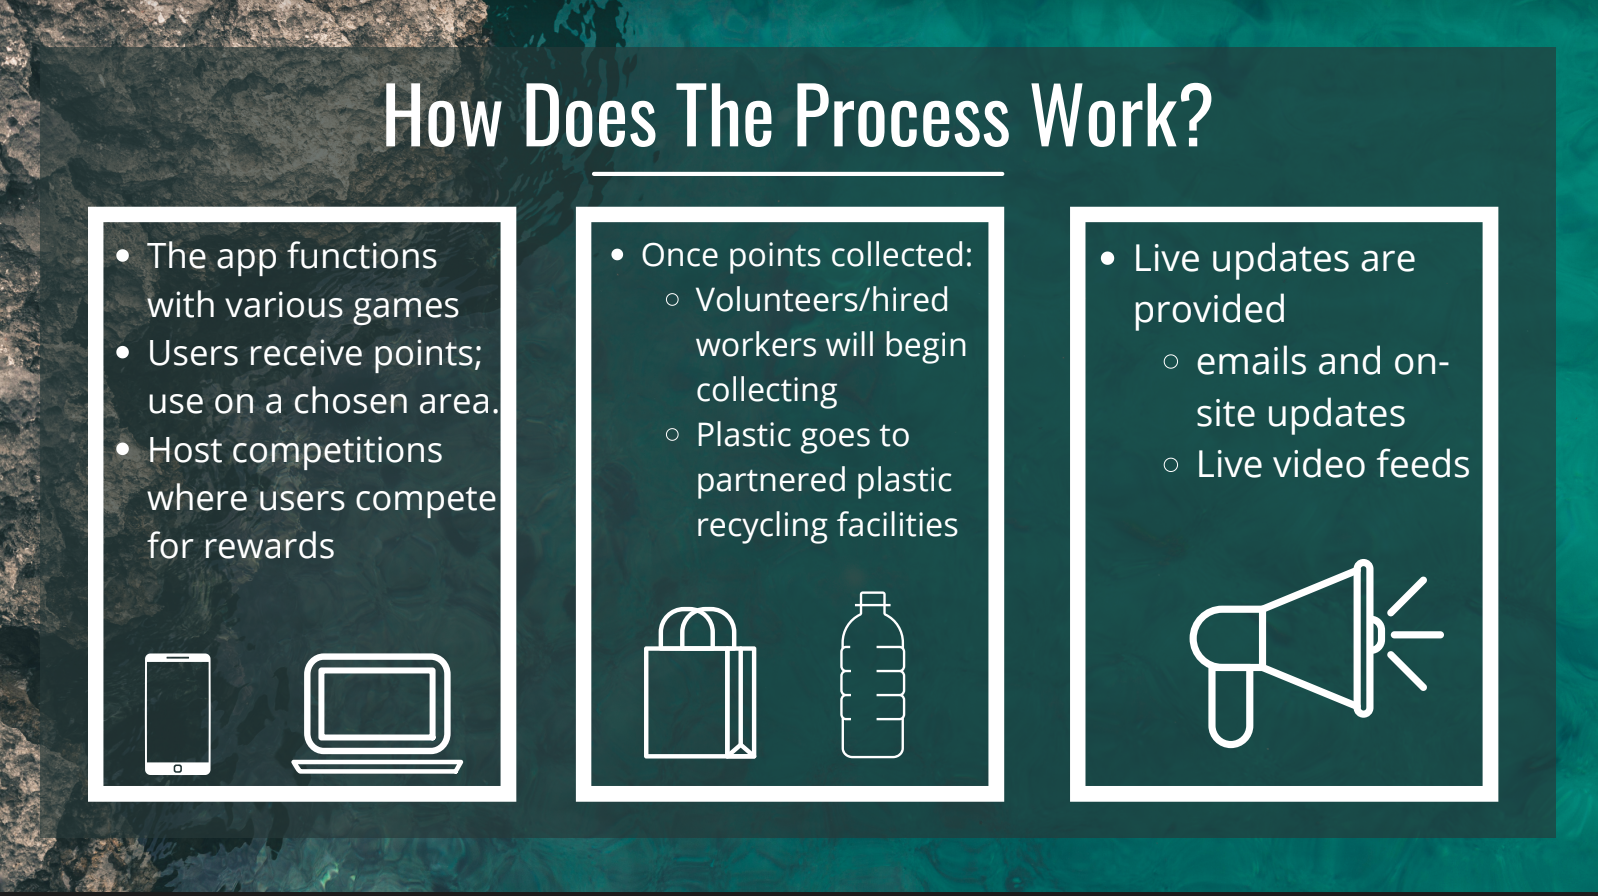 How Does The Process Work?
• The app functions
with various games
• Users receive points;
use on a chosen area.
• Host competitions
where users compete
for rewards
• Once points collected:
○ Volunteers/hired
workers will begin
collecting
○ Plastic goes to
partnered plastic
recycling facilities
• Live updates are
provided
○ emails and on-
site updates
○ Live video feeds